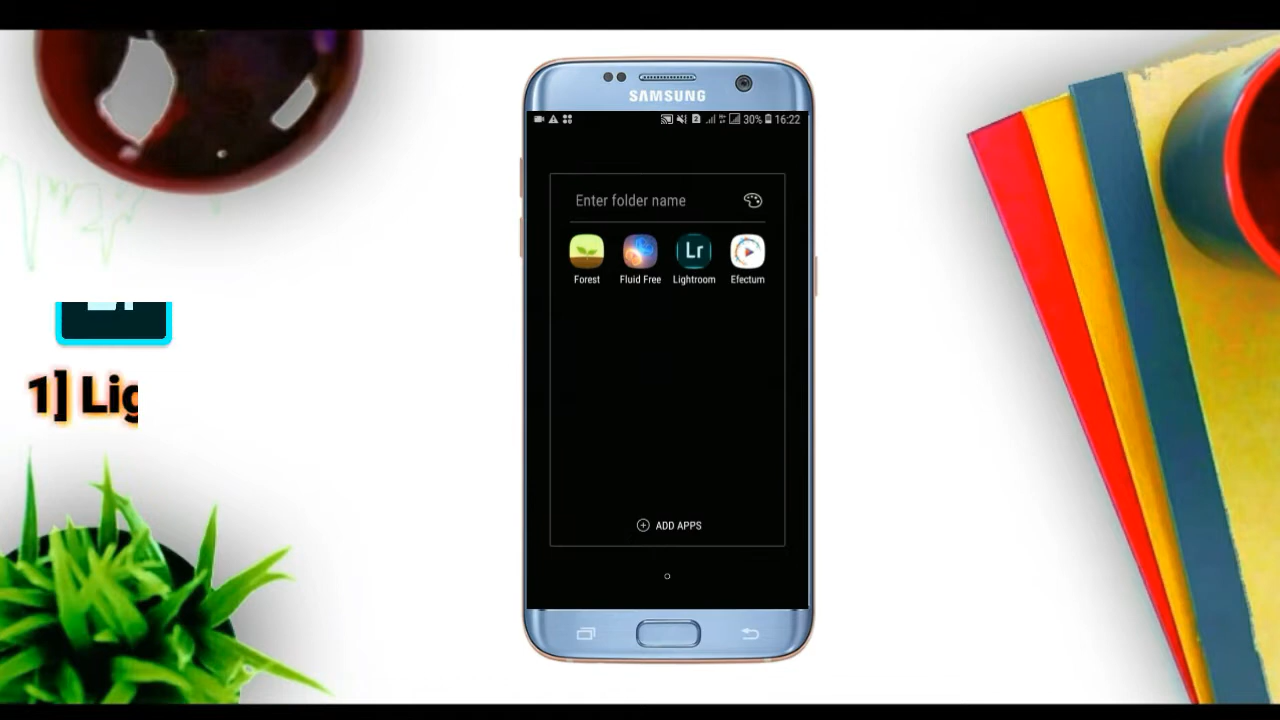 SAMSUNG
30% 16:22
Enter folder name
Lr
Forest
Fluid Free
Lightroom
Efectum
1] Lig
ADD APPS